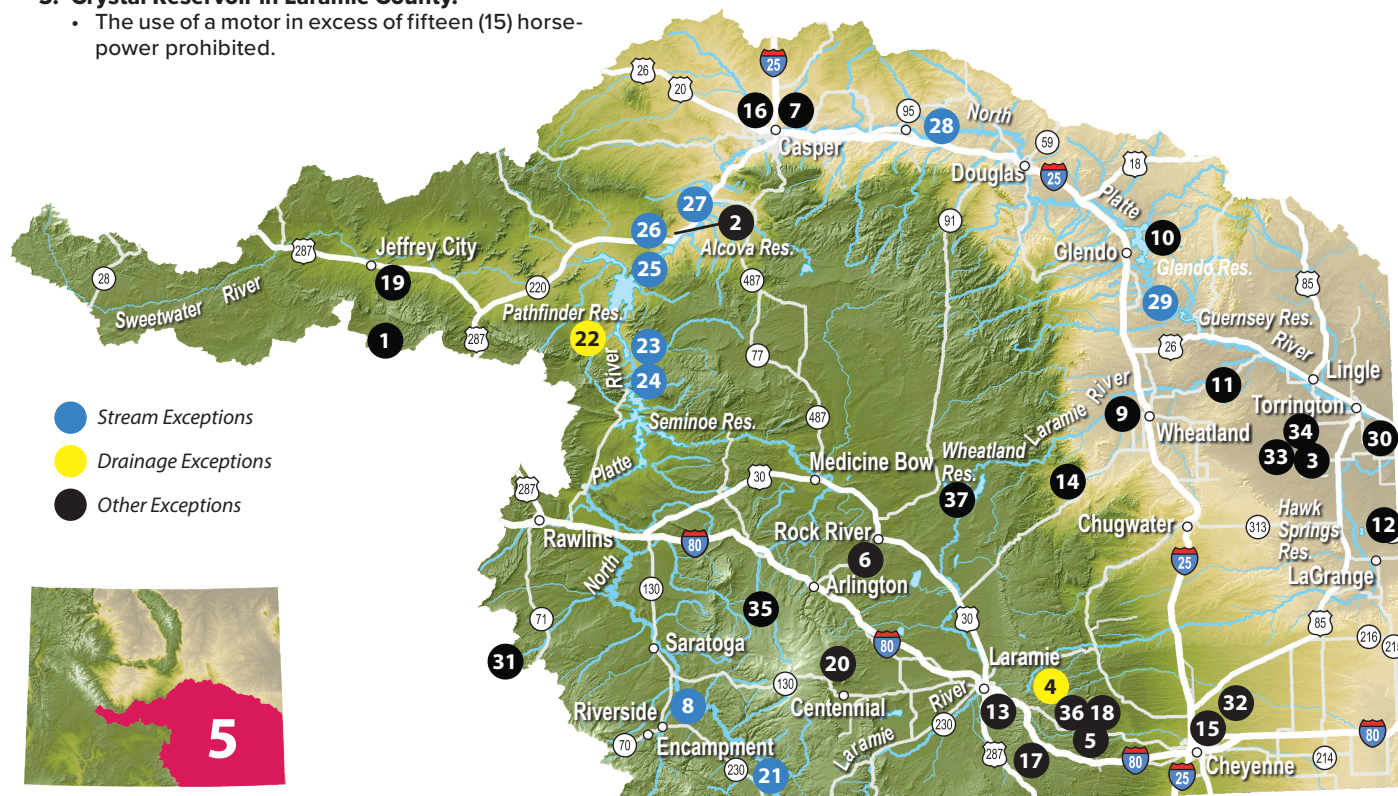 5. Crystal Reservoir in Laramie County:
• The use of a motor in excess of fifteen (15) horse-
power prohibited.
25
26
20
16
7
95
28
North
Casper
59
18
Douglas
25
Platte
27
2
26
Alcova Res.
91
10
Glendo
Glendo Res.
287
Jeffrey City
25
28
19
220
487
85
Sweetwater River
Pathfinder Res.
29
Guernsey Res.
1
287
22
River
23
77
26
River
24
11
Lingle
Stream Exceptions
Seminoe Res.
487
Laramie River
9
Wheatland
Torrington
34
30
Drainage Exceptions
33
3
Platte
30
Medicine Bow
Wheatland
Res.
37
14
Other Exceptions
287
Rawlins
80
Rock River
Chugwater
313
Hawk
Springs
Res.
12
6
25
LaGrange
North
130
Arlington
35
71
30
85
216
Saratoga
80
31
20
Laramie
4
130
Centennial
River
13
36
18
32
Riverside
8
230
15
5
70
Encampment
Laramie
287
17
80
80
230
21
25
Cheyenne
214
5